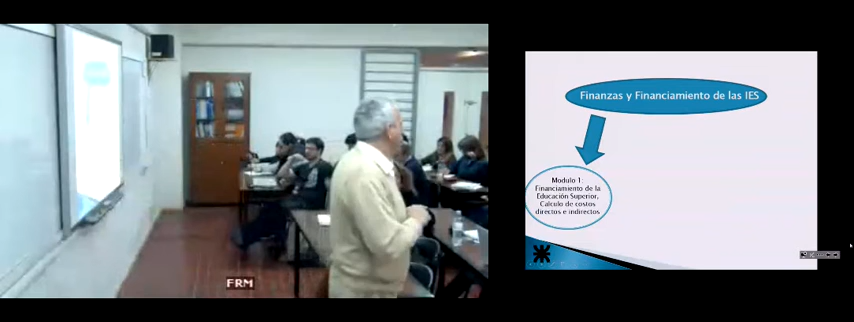 Finanzas y Financiamiento de las IES
Modulo 1:
Financiamiento de la
Educación Superior,
Calculo de costos
directos e indirectos
FRM